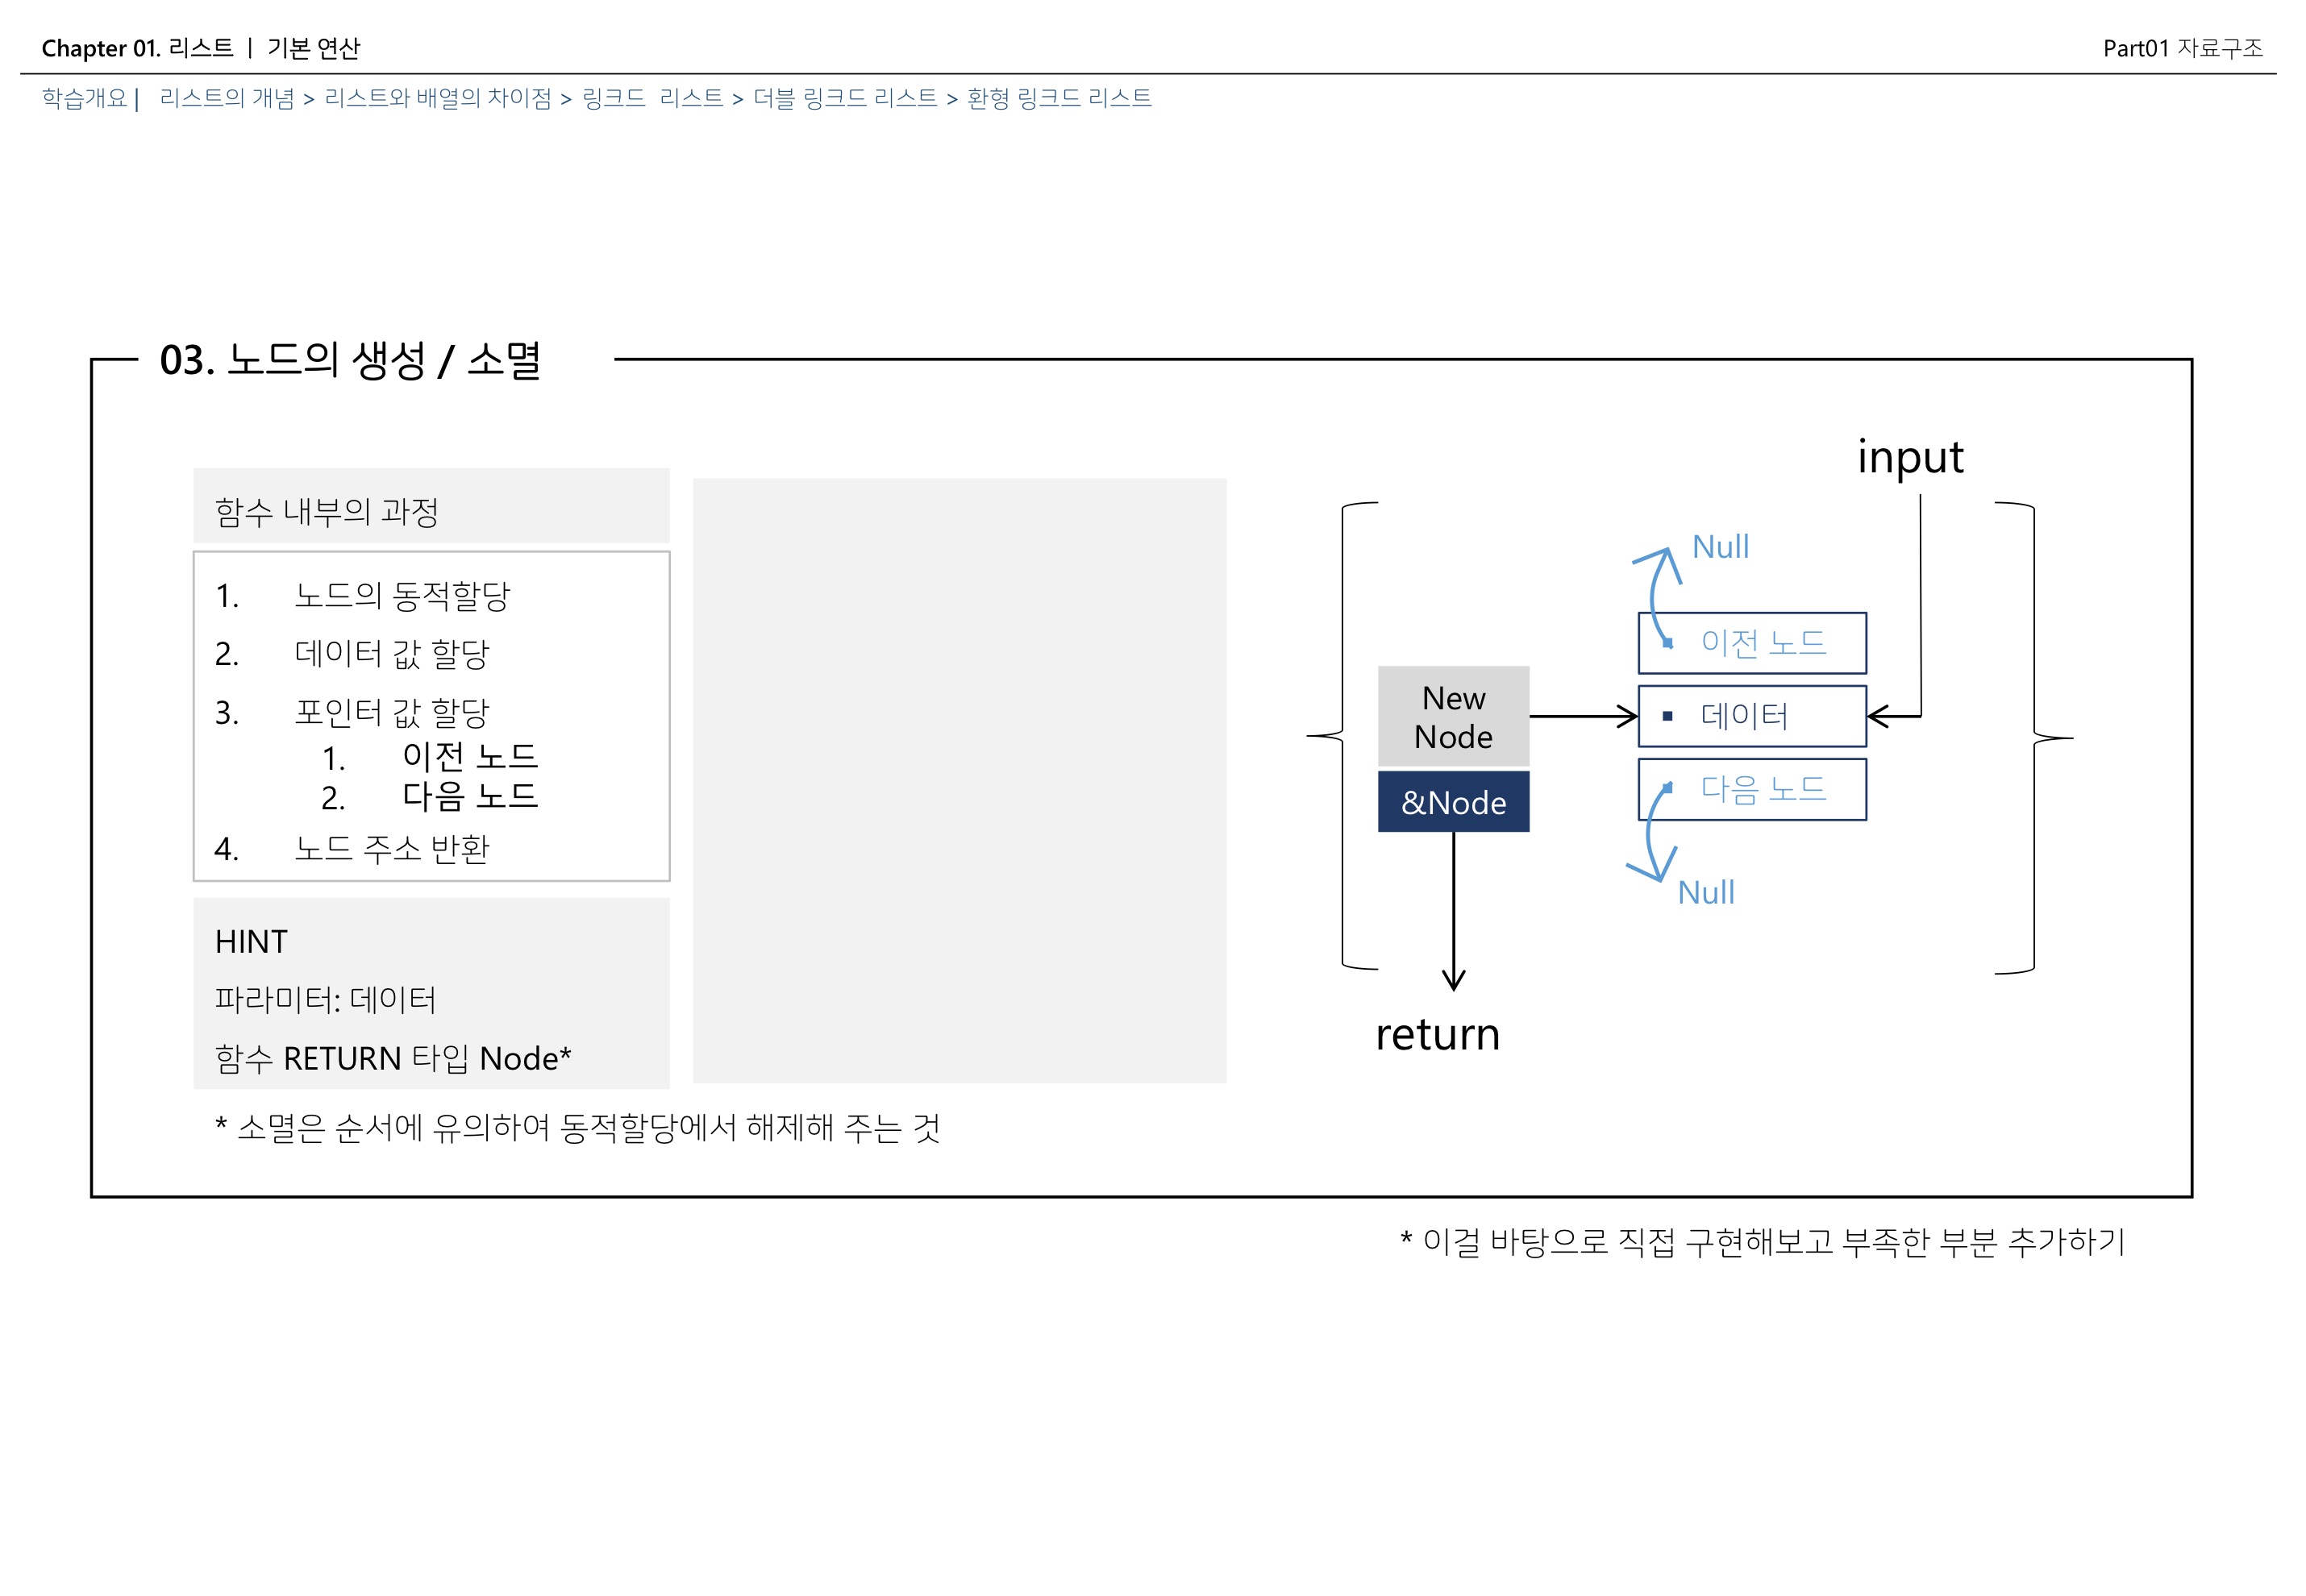 Chapter 01. 리스트 ㅣ 기본 연산
Part01 자료구조
학습개요 | 리스트의 개념 > 리스트와 배열의 차이점 > 링크드 리스트 > 더블 링크드 리스트 > 환형 링크드 리스트
03. 노드의 생성 / 소멸
함수 내부의 과정
1. 노드의 동적할당
2. 데이터 값 할당
3. 포인터 값 할당
1. 이전 노드
2. 다음 노드
4. 노드 주소 반환
HINT
파라미터: 데이터
함수 RETURN 타입 Node*
* 소멸은 순서에 유의하여 동적할당에서 해제해 주는 것
input
Null
이전 노드
New
Node
데이터
&Node
다음 노드
Null
return
* 이걸 바탕으로 직접 구현해보고 부족한 부분 추가하기